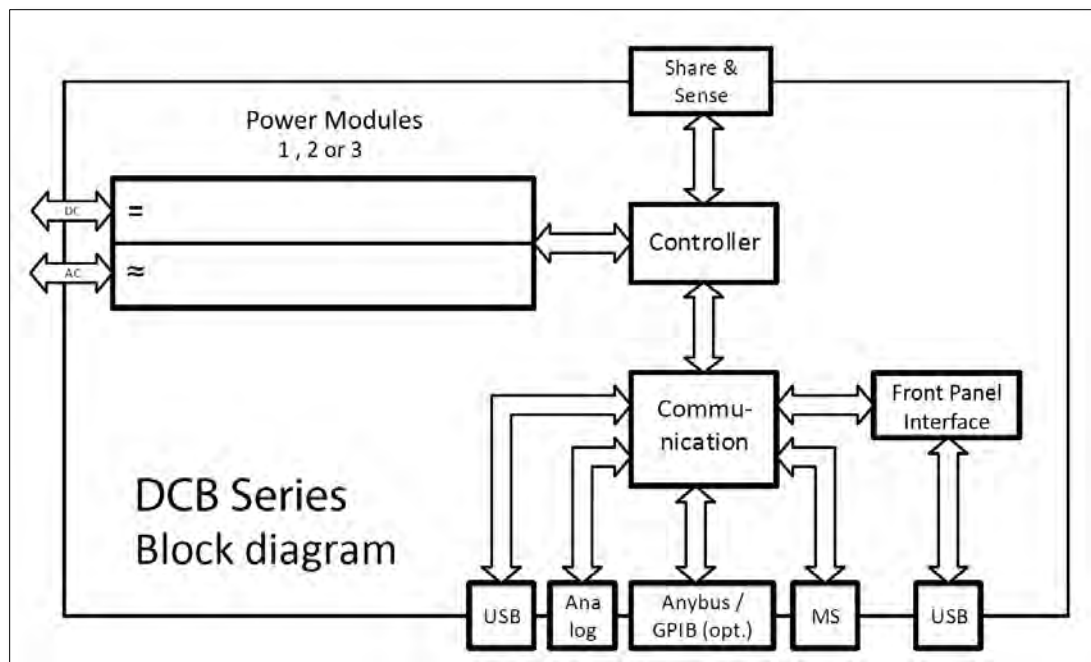 Share &
Sense
Power Modules
1 , 2 or 3
DC
=
Controller
AC
≈
Commu-
nication
Front Panel
Interface
DCB Series
Block diagram
USB
Ana
log
Anybus /
GPIB (opt.)
MS
USB